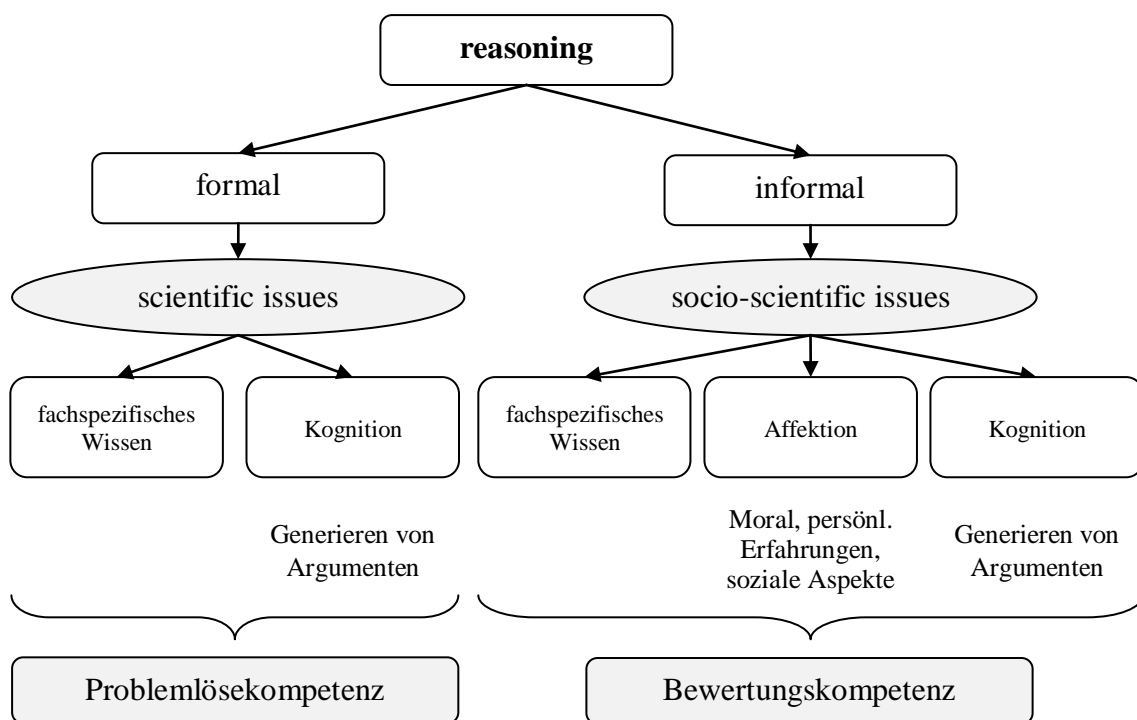 reasoning
formal
informal
scientific issues
socio-scientific issues
fachspezifisches
Wissen
Kognition
fachspezifisches
Wissen
Affektion
Kognition
Generieren von
Argumenten
Moral, persönl.
Erfahrungen,
soziale Aspekte
Generieren von
Argumenten
Problemlösekompetenz
Bewertungskompetenz